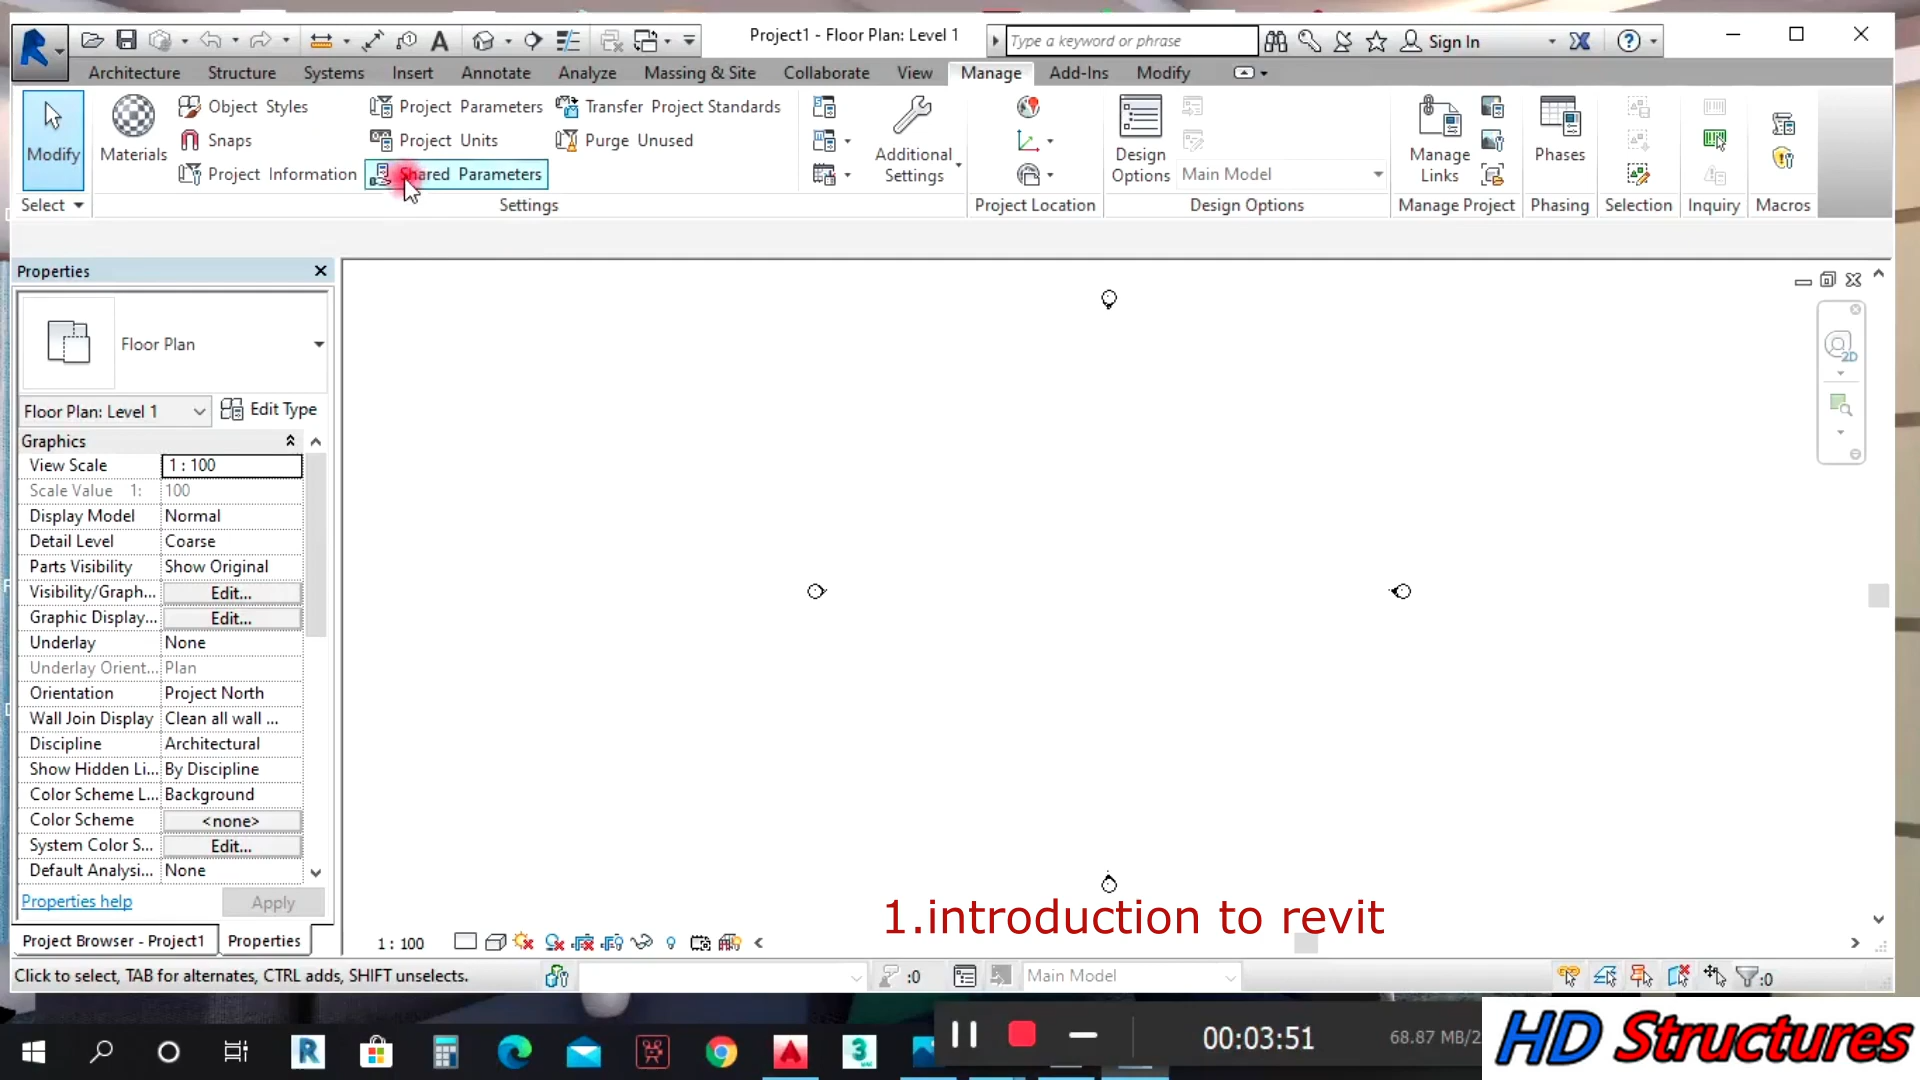 Project1 - Floor Plan: Level 1
Type a keyword or phrase
Sign In
Architecture Structure Systems Insert Annotate Analyze Massing & Site Collaborate View Manage Add-Ins Modify
Modify
Select
Materials
Object Styles
Snaps
Project Information
Project Parameters
Project Units
Shared Parameters
Transfer Project Standards
Purge Unused
Settings
Additional Settings
Project Location
Design Options
Main Model
Design Options
Manage Links
Manage Project
Phases
Phasing
Selection
Inquiry
Macros
Properties
Floor Plan
Floor Plan: Level 1 Edit Type
Graphics
View Scale 1 : 100
Scale Value 1: 100
Display Model Normal
Detail Level Coarse
Parts Visibility Show Original
Visibility/Graph... Edit...
Graphic Display... Edit...
Underlay None
Underlay Orient... Plan
Orientation Project North
Wall Join Display Clean all wall ...
Discipline Architectural
Show Hidden Li... By Discipline
Color Scheme L... Background
Color Scheme <none>
System Color S... Edit...
Default Analysi... None
Properties help Apply
Project Browser - Project1 Properties
2D
1 : 100
1.introduction to revit
Click to select, TAB for alternates, CTRL adds, SHIFT unselects.
:0
Main Model
:0
00:03:51
68.87 MB/2
HD Structures